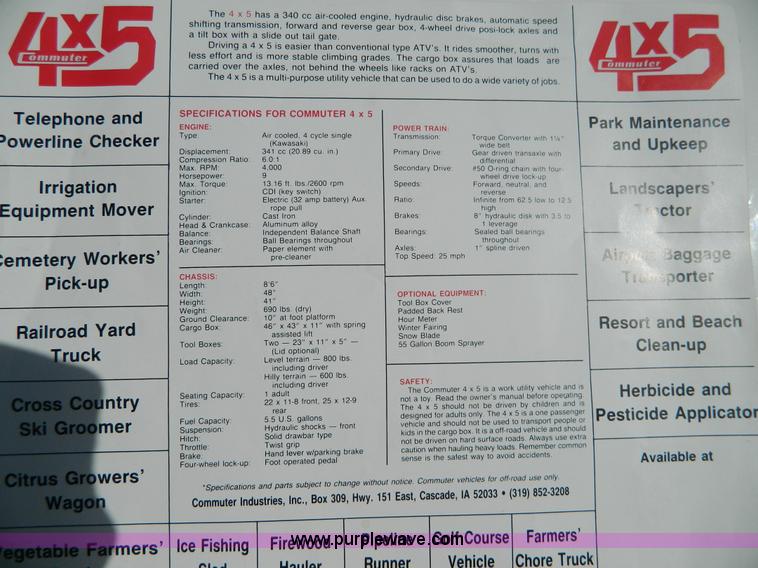 4x5
Commuter
The 4 x 5 has a 340 cc air-cooled engine, hydraulic disc brakes, automatic speed
shifting transmission, forward and reverse gear box, 4-wheel drive posi-lock axles and
a tilt box with a slide out tail gate.
Driving a 4 x 5 is easier than conventional type ATV's. It rides smoother, turns with
less effort and is more stable climbing grades. The cargo box assures that loads are
carried over the axles, not behind the wheels like racks on ATV's.
The 4 x 5 is a multi-purpose utility vehicle that can be used to do a wide variety of jobs.
4x5
Commuter
Telephone and
Powerline Checker
Irrigation
Equipment Mover
Cemetery Workers'
Pick-up
Railroad Yard
Truck
Cross Country
Ski Groomer
Citrus Growers'
Wagon
Vegetable Farmers'
SPECIFICATIONS FOR COMMUTER 4 x 5
ENGINE:
Type: Air cooled, 4 cycle single
(Kawasaki)
Displacement: 341 cc (20.89 cu. in.)
Compression Ratio: 6.0:1
Max. RPM: 4,000
Horsepower: 9
Max. Torque: 13.16 ft. lbs./2600 rpm
Ignition: CDI (key switch)
Starter: Electric (32 amp battery) Aux.
rope pull
Cylinder: Cast Iron
Head & Crankcase: Aluminum alloy
Balance: Independent Balance Shaft
Bearings: Ball Bearings throughout
Air Cleaner: Paper element with
pre-cleaner
CHASSIS:
Length: 8'6"
Width: 48"
Height: 41"
Weight: 690 lbs. (dry)
Ground Clearance: 10" at foot platform
Cargo Box: 46" x 43" x 11" with spring
assisted lift
Tool Boxes: Two — 23" x 11" x 5" —
(Lid optional)
Load Capacity: Level terrain — 800 lbs.
including driver
Hilly terrain — 600 lbs.
including driver
Seating Capacity: 1 adult
Tires: 22 x 11-8 front, 25 x 12-9
rear
Fuel Capacity: 5.5 U.S. gallons
Suspension: Hydraulic shocks — front
Hitch: Solid drawbar type
Throttle: Twist grip
Brake: Hand lever w/parking brake
Four-wheel lock-up: Foot operated pedal
POWER TRAIN:
Transmission: Torque Converter with 1¼"
wide belt
Primary Drive: Gear driven transaxle with
differential
Secondary Drive: #50 O-ring chain with four-
wheel drive lock-up
Speeds: Forward, neutral, and
reverse
Ratio: Infinite from 62.5 low to 12.5
high
Brakes: 8" hydraulic disk with 3.5 to
1 leverage
Bearings: Sealed ball bearings
throughout
Axles: 1" spline driven
Top Speed: 25 mph
OPTIONAL EQUIPMENT:
Tool Box Cover
Padded Back Rest
Hour Meter
Winter Fairing
Snow Blade
55 Gallon Boom Sprayer
SAFETY:
The Commuter 4 x 5 is a work utility vehicle and is
not a toy. Read the owner's manual before operating.
The 4 x 5 should not be driven by children and is
designed for adults only. The 4 x 5 is a one passenger
vehicle and should not be used to transport people or
kids in the cargo box. It is a off-road vehicle and should
not be driven on hard surface roads. Always use extra
caution when hauling heavy loads. Remember common
sense is the safest way to avoid accidents.
*Specifications and parts subject to change without notice. Commuter vehicles for off-road use only.
Commuter Industries, Inc., Box 309, Hwy. 151 East, Cascade, IA 52033 • (319) 852-3208
Park Maintenance
and Upkeep
Landscapers'
Tractor
Airport Baggage
Transporter
Resort and Beach
Clean-up
Herbicide and
Pesticide Applicator
Available at
Ice Fishing
Sled
Firewood
Hauler
Runner
Golf Course
Vehicle
Farmers'
Chore Truck
www.purplewave.com